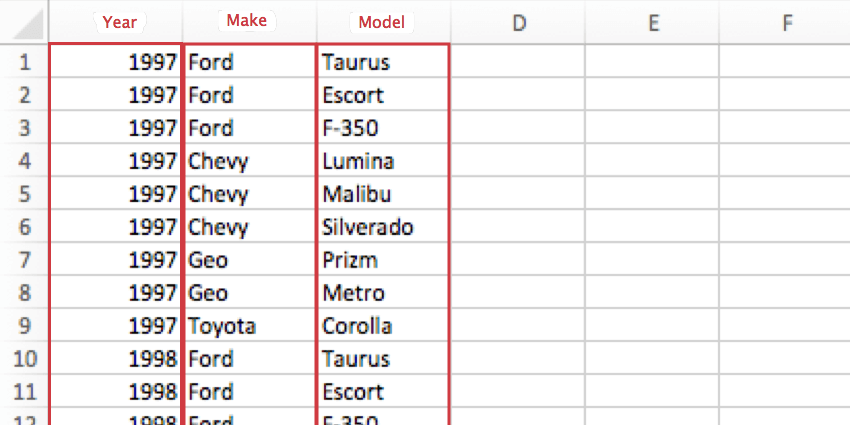 Year Make Model D E F
1 1997 Ford Taurus
2 1997 Ford Escort
3 1997 Ford F-350
4 1997 Chevy Lumina
5 1997 Chevy Malibu
6 1997 Chevy Silverado
7 1997 Geo Prizm
8 1997 Geo Metro
9 1997 Toyota Corolla
10 1998 Ford Taurus
11 1998 Ford Escort
12 1998 Ford F-350